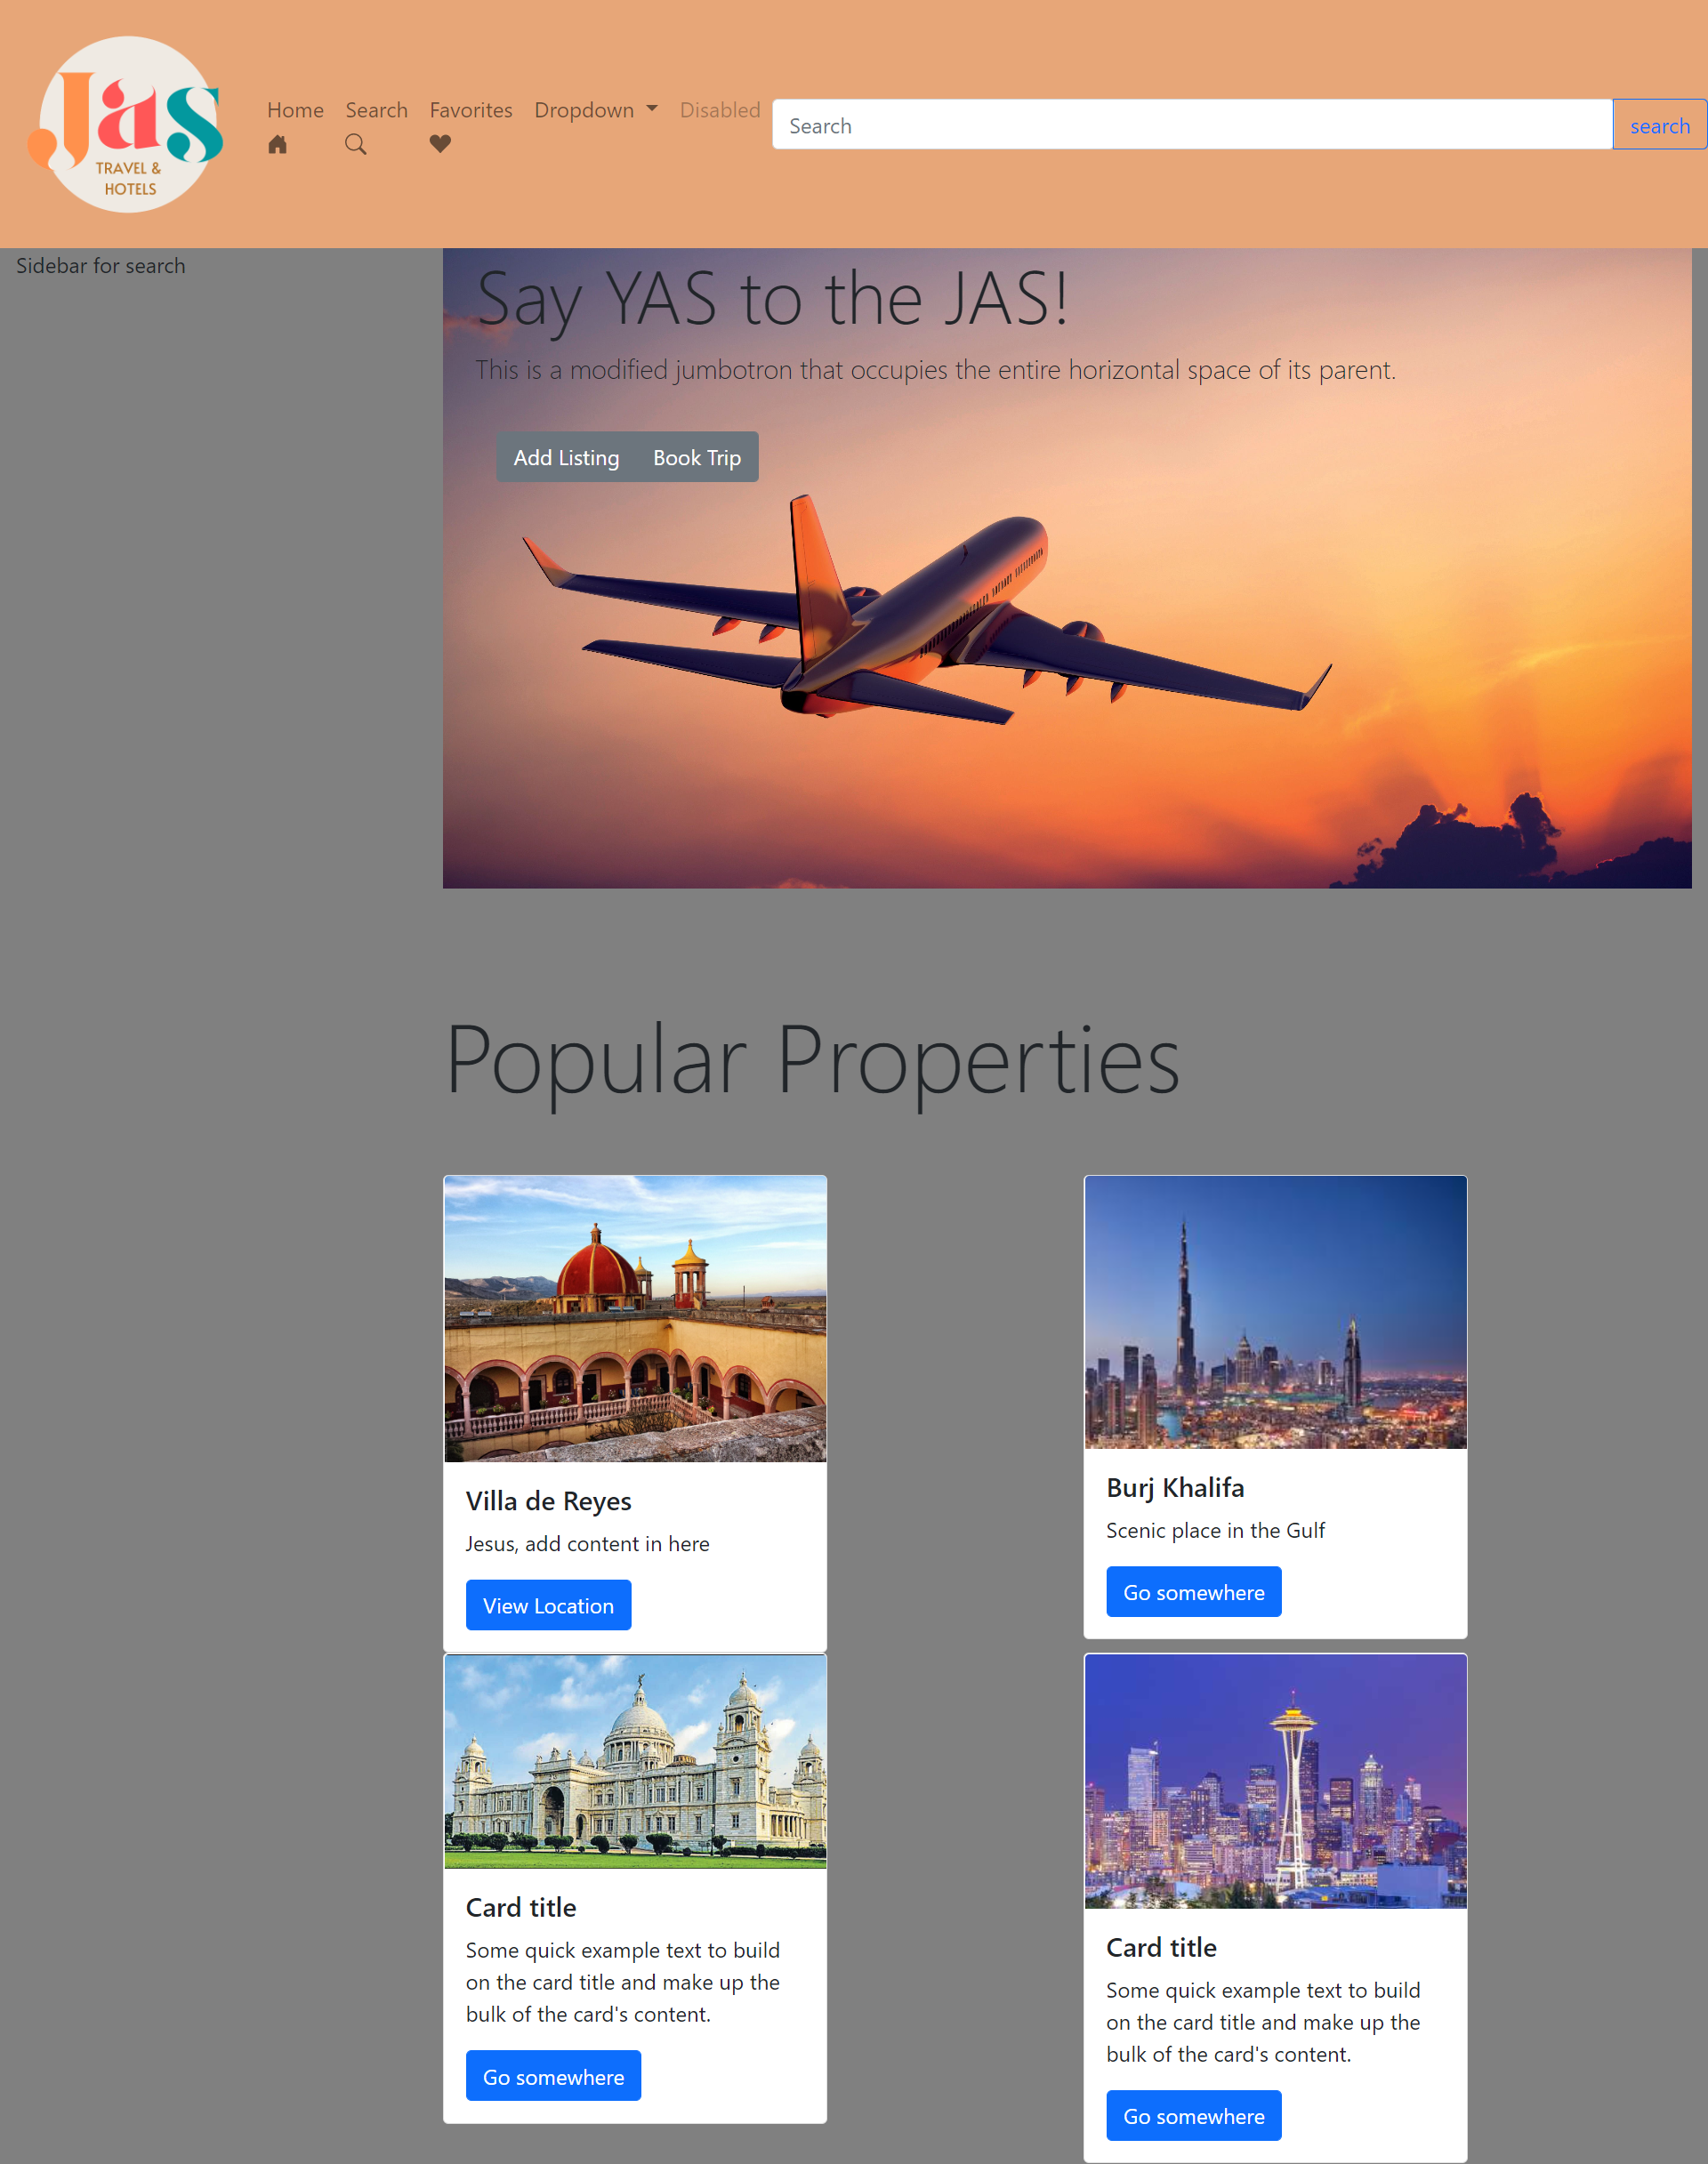 Jas
TRAVEL &
HOTELS
Home
Search
Favorites
Dropdown
Disabled
Search
search
Sidebar for search
Say YAS to the JAS!
This is a modified jumbotron that occupies the entire horizontal space of its parent.
Add Listing
Book Trip
Popular Properties
Villa de Reyes
Jesus, add content in here
View Location
Burj Khalifa
Scenic place in the Gulf
Go somewhere
Card title
Some quick example text to build
on the card title and make up the
bulk of the card's content.
Go somewhere
Card title
Some quick example text to build
on the card title and make up the
bulk of the card's content.
Go somewhere